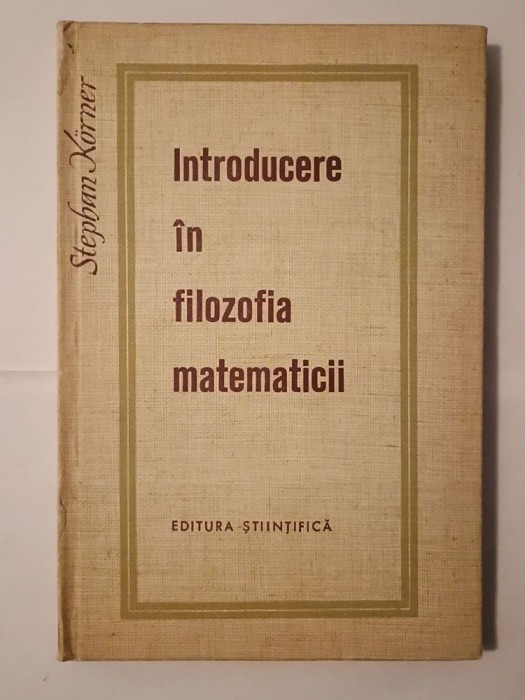 Stephan Körner
Introducere
în
filozofia
matematicii
EDITURA ȘTIINȚIFICĂ